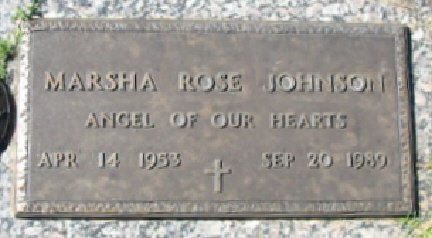 MARSHA ROSE JOHNSON
ANGEL OF OUR HEARTS
APR 14 1953 SEP 20 1989